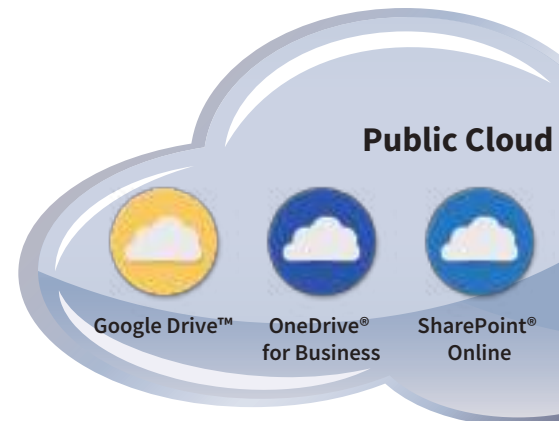 Public Cloud
Google Drive™
OneDrive®
for Business
SharePoint®
Online